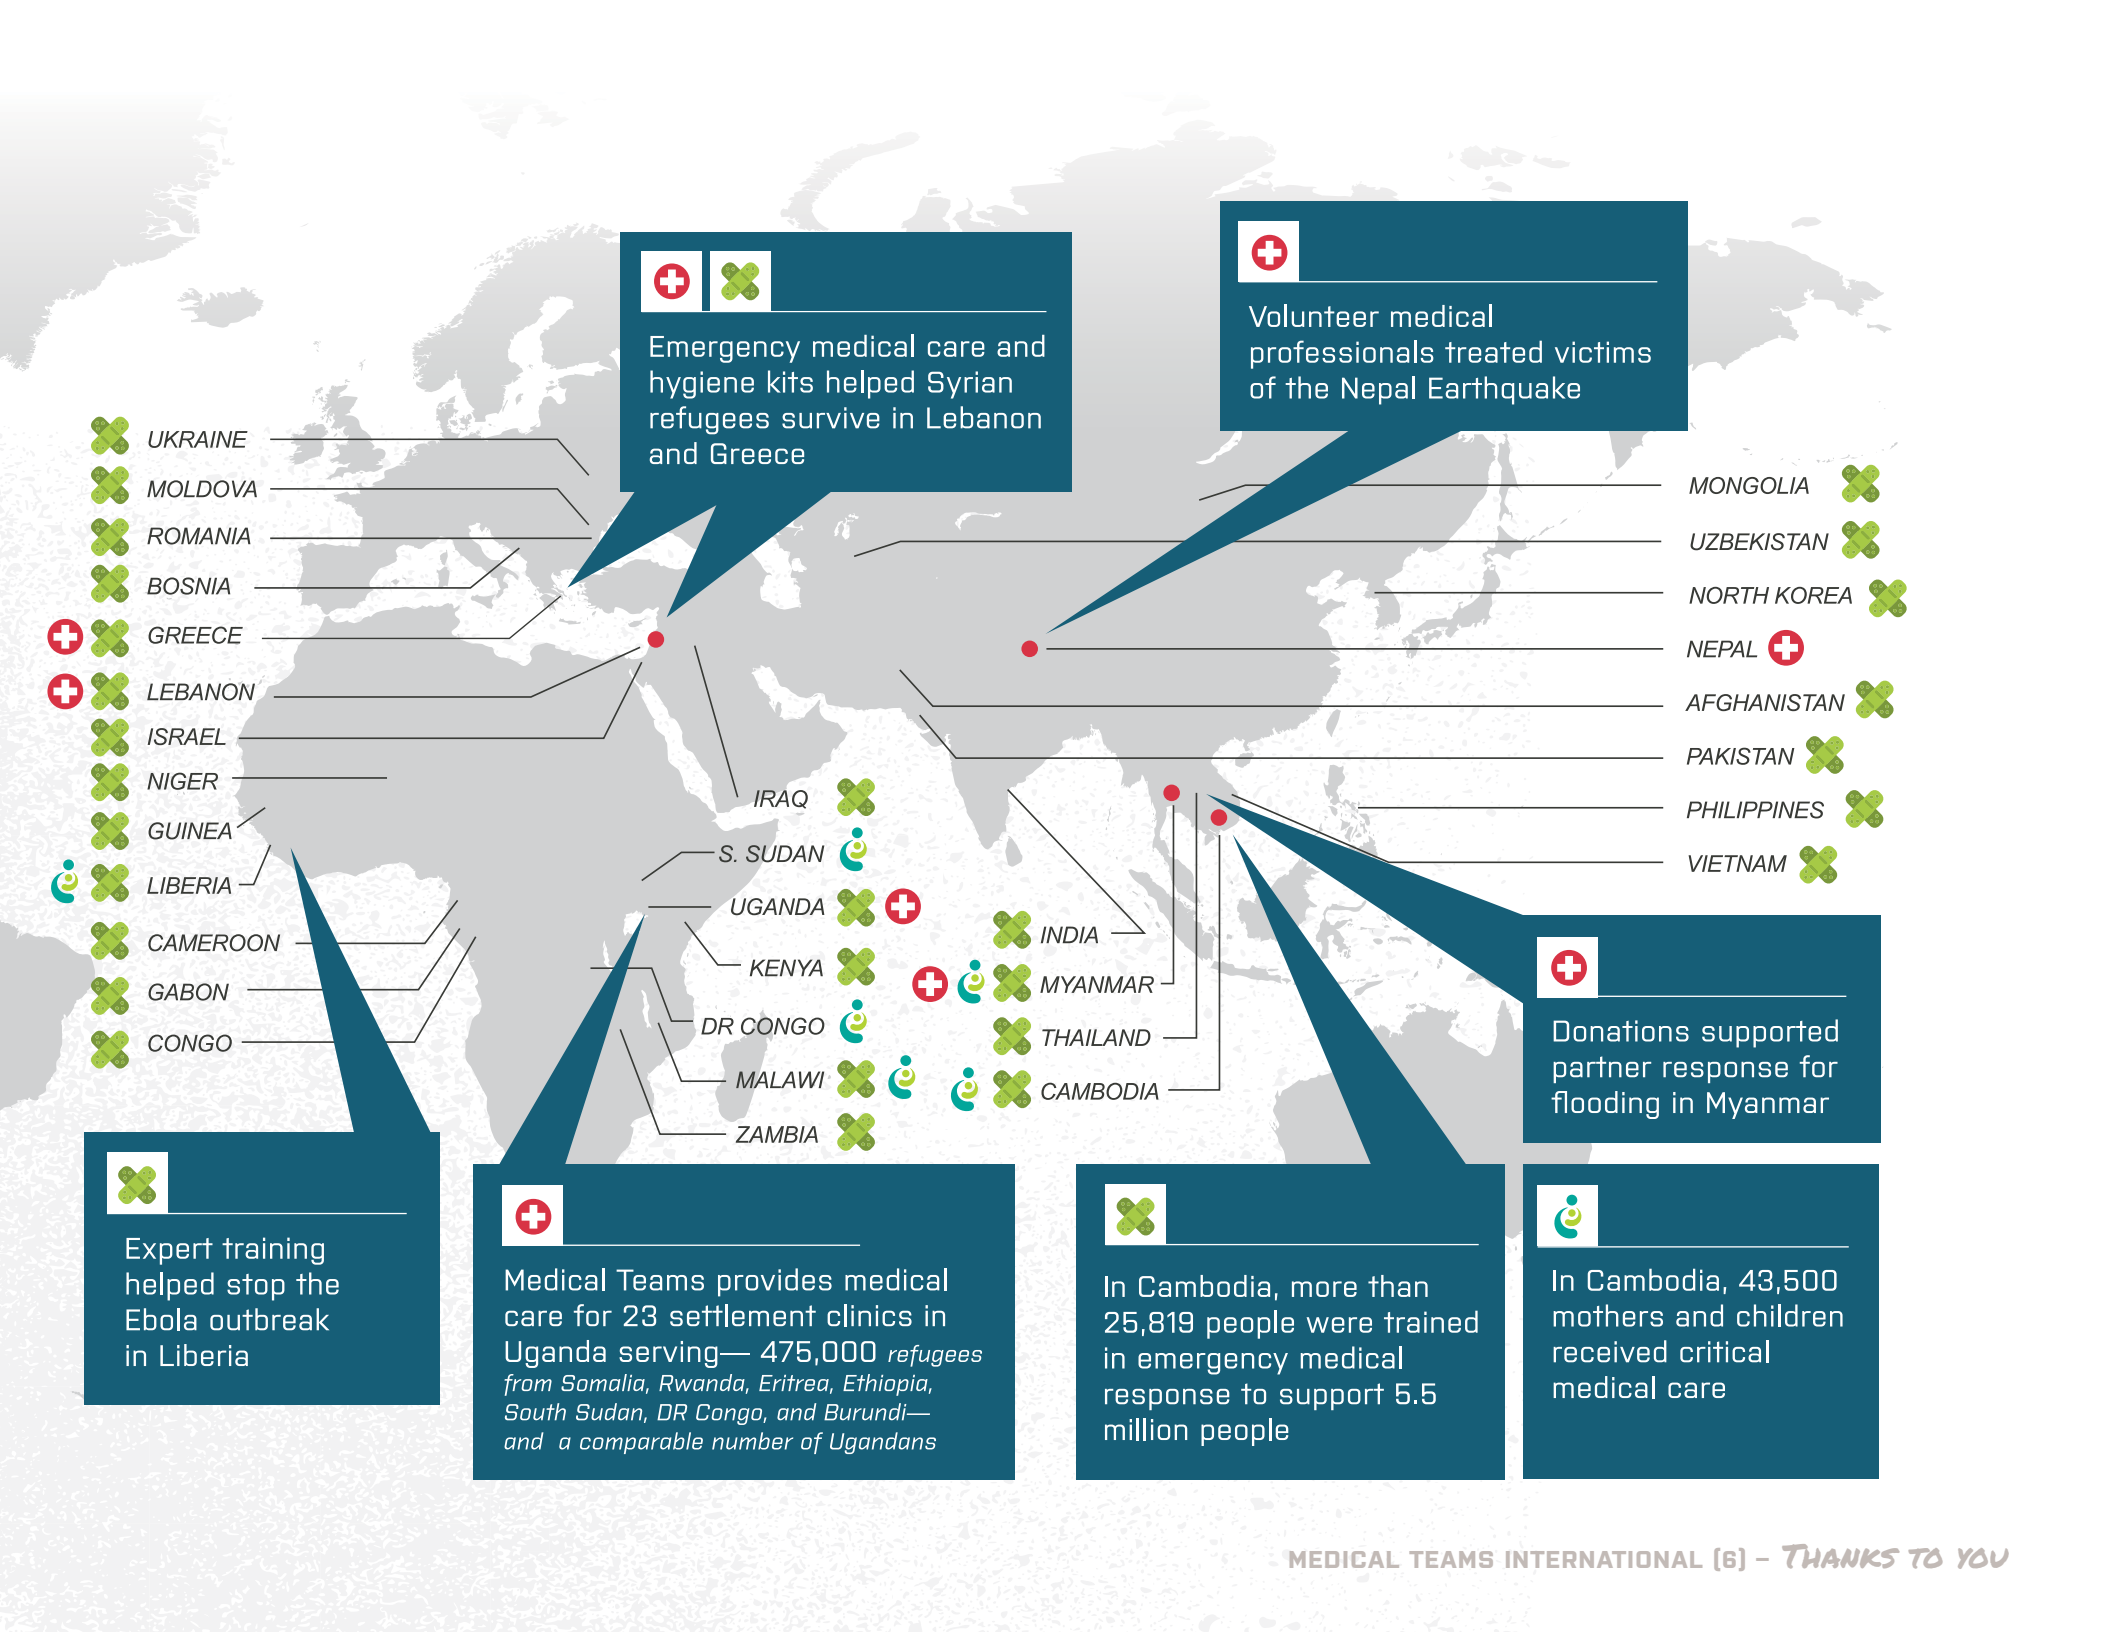 Emergency medical care and
hygiene kits helped Syrian
refugees survive in Lebanon
and Greece
Volunteer medical
professionals treated victims
of the Nepal Earthquake
UKRAINE
MOLDOVA
ROMANIA
BOSNIA
GREECE
LEBANON
ISRAEL
NIGER
GUINEA
LIBERIA
CAMEROON
GABON
CONGO
IRAQ
S. SUDAN
UGANDA
KENYA
DR CONGO
MALAWI
ZAMBIA
INDIA
MYANMAR
THAILAND
CAMBODIA
MONGOLIA
UZBEKISTAN
NORTH KOREA
NEPAL
AFGHANISTAN
PAKISTAN
PHILIPPINES
VIETNAM
Donations supported
partner response for
flooding in Myanmar
Expert training
helped stop the
Ebola outbreak
in Liberia
Medical Teams provides medical
care for 23 settlement clinics in
Uganda serving— 475,000 refugees
from Somalia, Rwanda, Eritrea, Ethiopia,
South Sudan, DR Congo, and Burundi—
and a comparable number of Ugandans
In Cambodia, more than
25,819 people were trained
in emergency medical
response to support 5.5
million people
In Cambodia, 43,500
mothers and children
received critical
medical care
MEDICAL TEAMS INTERNATIONAL (6) – THANKS TO YOU